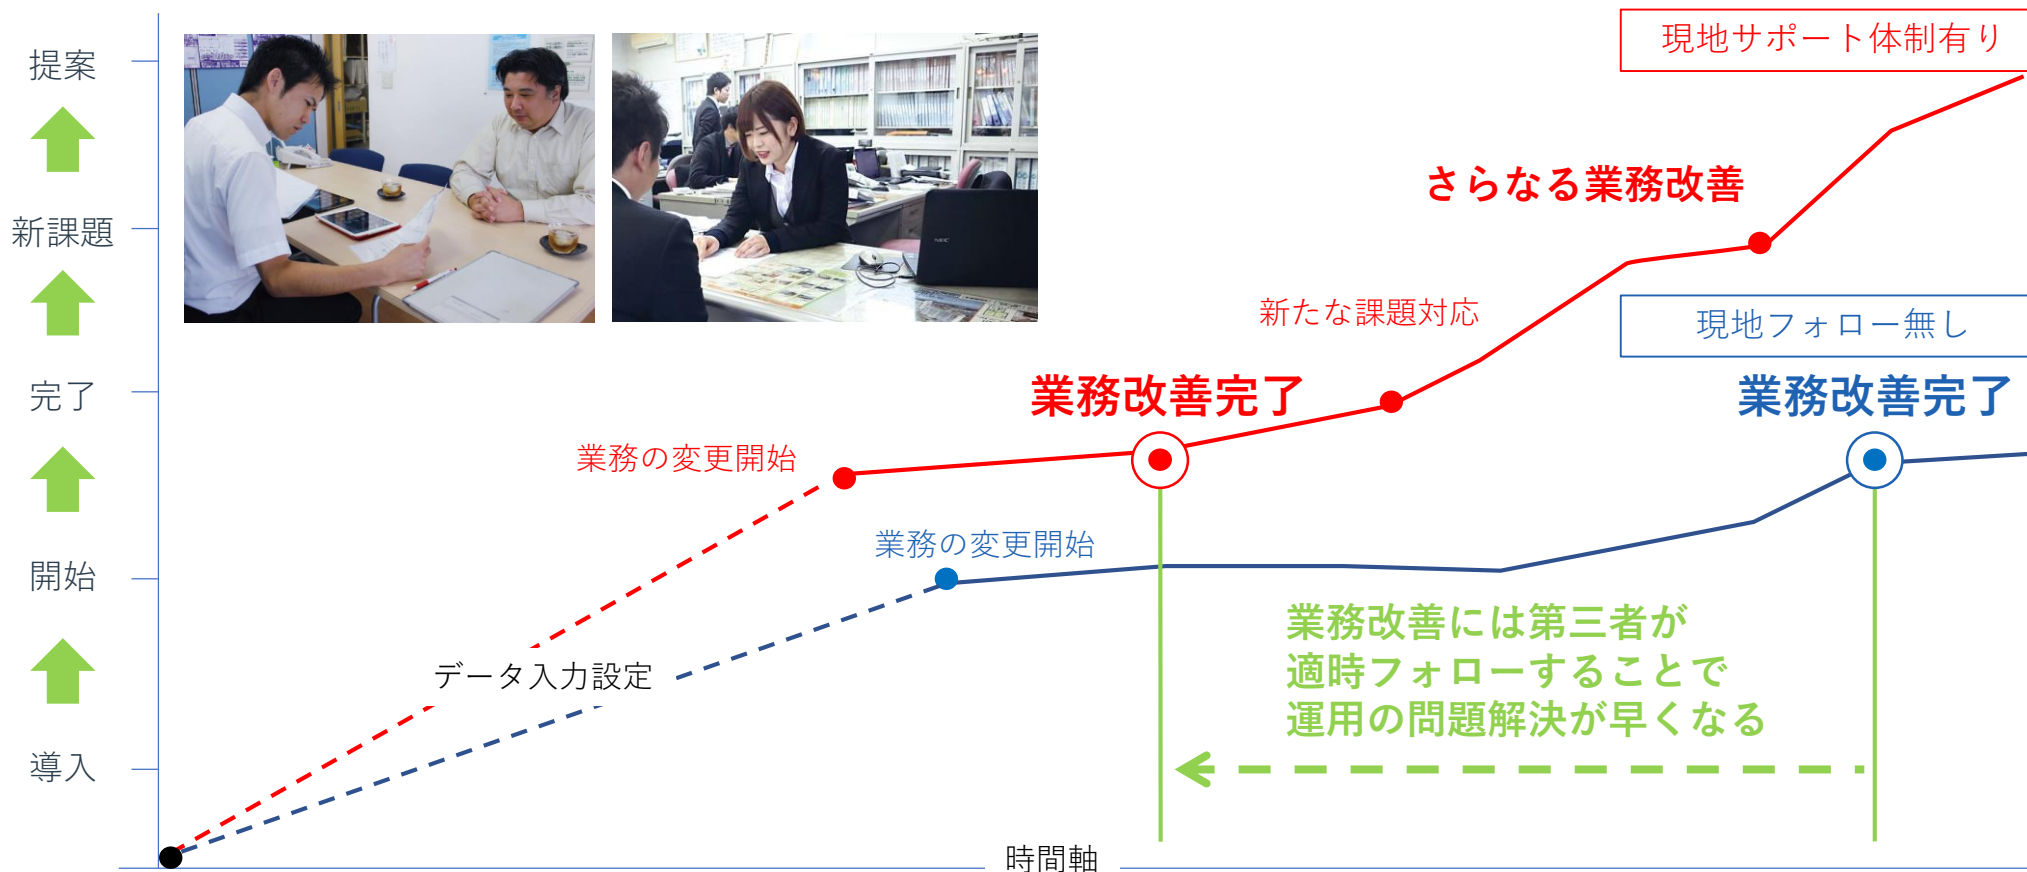 提案
新課題
完了
開始
導入
現地サポート体制有り
さらなる業務改善
新たな課題対応
現地フォロー無し
業務改善完了
業務改善完了
業務の変更開始
業務の変更開始
データ入力設定
業務改善には第三者が
適時フォローすることで
運用の問題解決が早くなる
時間軸
NEC